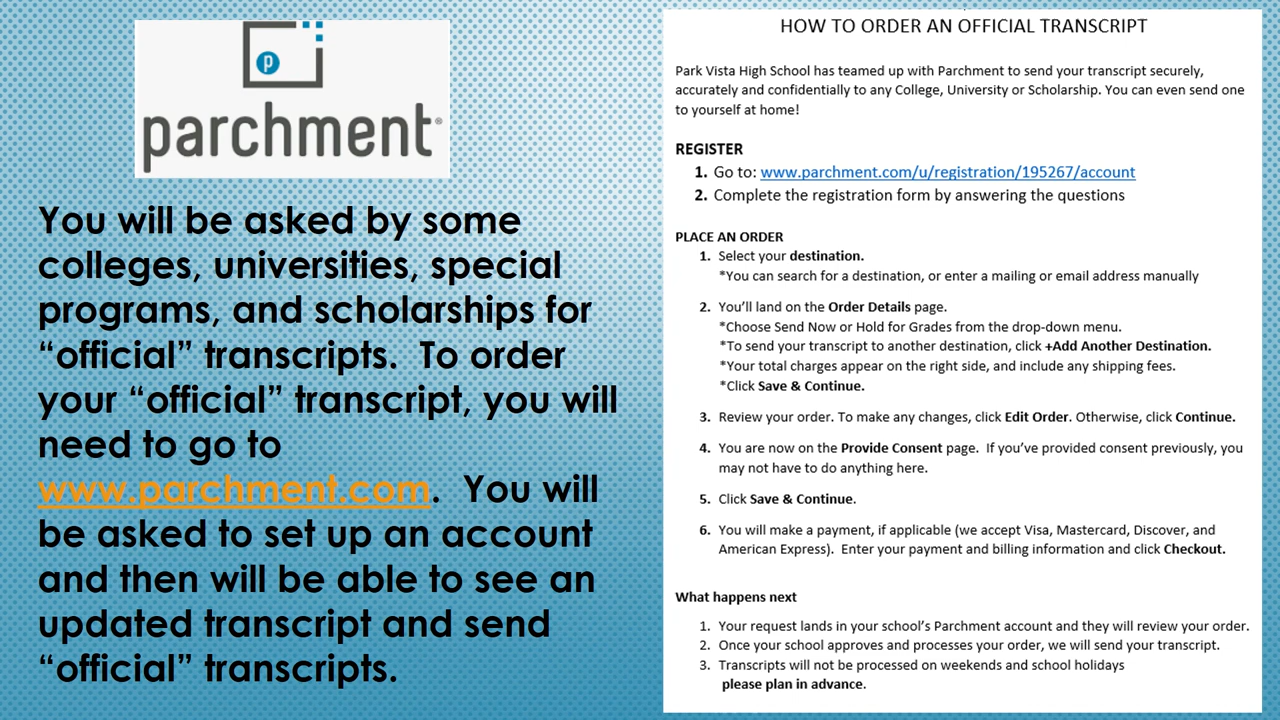 p
parchment®
You will be asked by some
colleges, universities, special
programs, and scholarships for
“official” transcripts. To order
your “official” transcript, you will
need to go to
www.parchment.com. You will
be asked to set up an account
and then will be able to see an
updated transcript and send
“official” transcripts.
HOW TO ORDER AN OFFICIAL TRANSCRIPT
Park Vista High School has teamed up with Parchment to send your transcript securely,
accurately and confidentially to any College, University or Scholarship. You can even send one
to yourself at home!
REGISTER
1. Go to: www.parchment.com/u/registration/195267/account
2. Complete the registration form by answering the questions
PLACE AN ORDER
1. Select your destination.
*You can search for a destination, or enter a mailing or email address manually
2. You’ll land on the Order Details page.
*Choose Send Now or Hold for Grades from the drop-down menu.
*To send your transcript to another destination, click +Add Another Destination.
*Your total charges appear on the right side, and include any shipping fees.
*Click Save & Continue.
3. Review your order. To make any changes, click Edit Order. Otherwise, click Continue.
4. You are now on the Provide Consent page. If you’ve provided consent previously, you
may not have to do anything here.
5. Click Save & Continue.
6. You will make a payment, if applicable (we accept Visa, Mastercard, Discover, and
American Express). Enter your payment and billing information and click Checkout.
What happens next
1. Your request lands in your school’s Parchment account and they will review your order.
2. Once your school approves and processes your order, we will send your transcript.
3. Transcripts will not be processed on weekends and school holidays
please plan in advance.